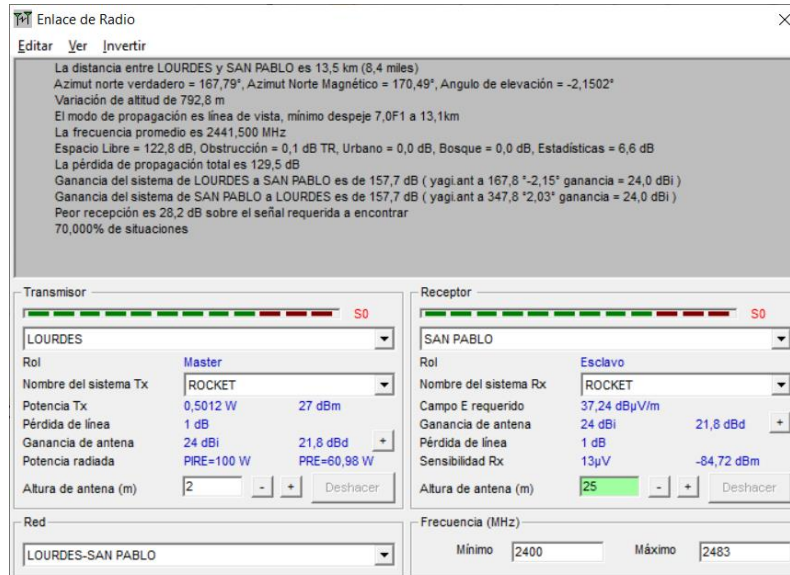 Enlace de Radio
Editar Ver Invertir
La distancia entre LOURDES y SAN PABLO es 13,5 km (8,4 miles)
Azimut norte verdadero = 167,79°, Azimut Norte Magnético = 170,49°, Angulo de elevación = -2,1502°
Variación de altitud de 792,8 m
El modo de propagación es línea de vista, mínimo despeje 7,0F1 a 13,1km
La frecuencia promedio es 2441,500 MHz
Espacio Libre = 122,8 dB, Obstrucción = 0,1 dB TR, Urbano = 0,0 dB, Bosque = 0,0 dB, Estadísticas = 6,6 dB
La pérdida de propagación total es 129,5 dB
Ganancia del sistema de LOURDES a SAN PABLO es de 157,7 dB ( yagi.ant a 167,8 °-2,15° ganancia = 24,0 dBi )
Ganancia del sistema de SAN PABLO a LOURDES es de 157,7 dB ( yagi.ant a 347,8 °2,03° ganancia = 24,0 dBi )
Peor recepción es 28,2 dB sobre el señal requerida a encontrar
70,000% de situaciones
Transmisor
S0
LOURDES
Rol Master
Nombre del sistema Tx ROCKET
Potencia Tx 0,5012 W 27 dBm
Pérdida de línea 1 dB
Ganancia de antena 24 dBi 21,8 dBd +
Potencia radiada PIRE=100 W PRE=60,98 W
Altura de antena (m) 2 - + Deshacer
Receptor
S0
SAN PABLO
Rol Esclavo
Nombre del sistema Rx ROCKET
Campo E requerido 37,24 dBµV/m
Ganancia de antena 24 dBi 21,8 dBd +
Pérdida de línea 1 dB
Sensibilidad Rx 13µV -84,72 dBm
Altura de antena (m) 25 - + Deshacer
Red
LOURDES-SAN PABLO
Frecuencia (MHz)
Mínimo 2400 Máximo 2483